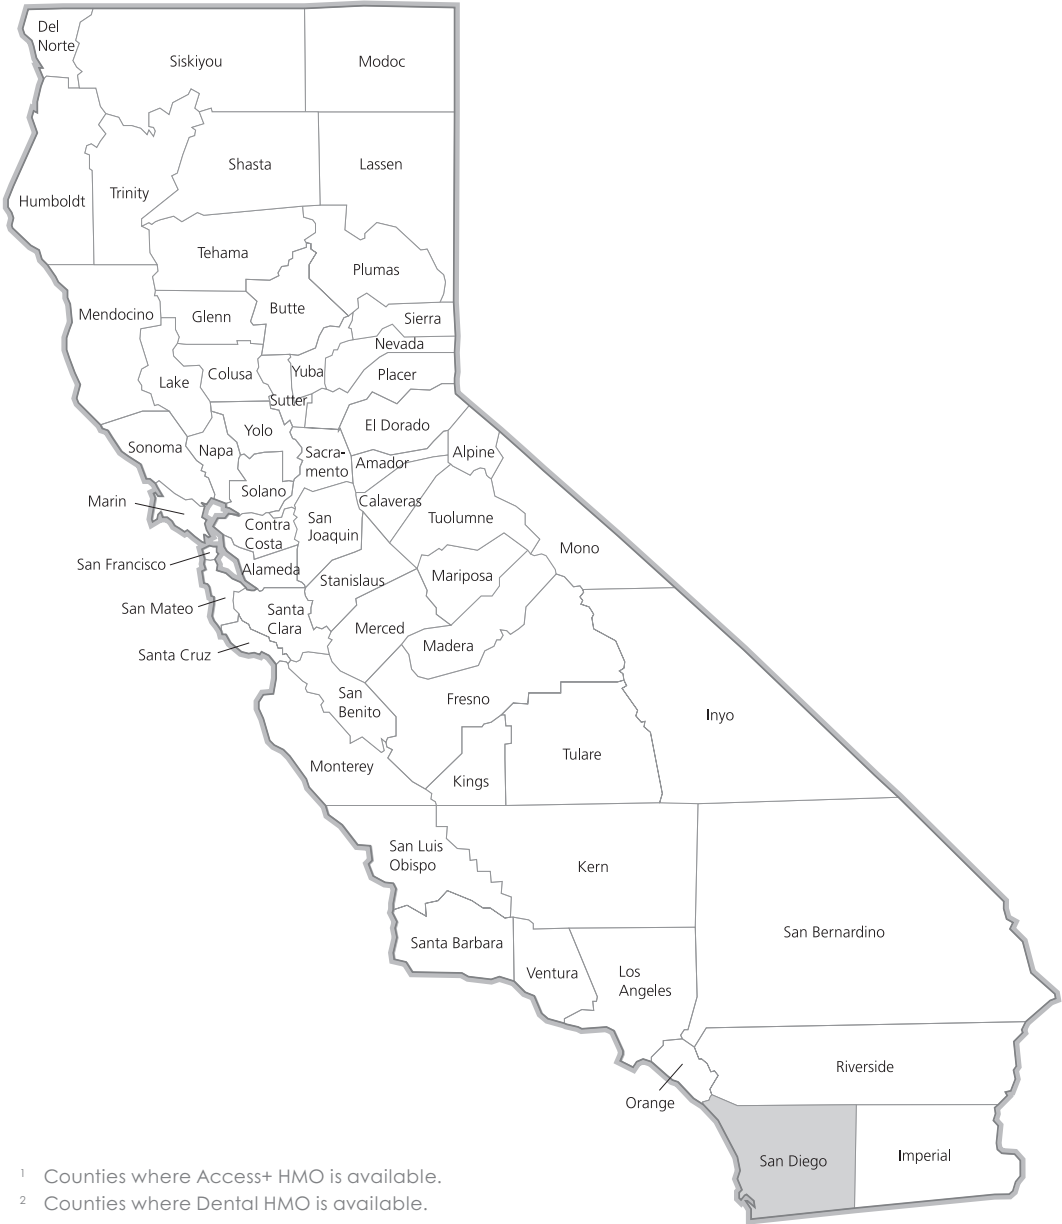 Del
Norte
Siskiyou
Modoc
Shasta
Lassen
Trinity
Humboldt
Tehama
Plumas
Butte
Mendocino
Glenn
Sierra
Nevada
Yuba
Colusa
Placer
Lake
Sutter
El Dorado
Yolo
Sonoma
Napa
Sacra-
mento
Alpine
Amador
Solano
Marin
Calaveras
San
Joaquin
Tuolumne
Contra
Costa
Mono
San Francisco
Alameda
Stanislaus
Mariposa
San Mateo
Santa
Clara
Merced
Madera
Santa Cruz
San
Benito
Fresno
Inyo
Tulare
Monterey
Kings
San Luis
Obispo
Kern
San Bernardino
Santa Barbara
Ventura
Los
Angeles
Riverside
Orange
San Diego
Imperial
1 Counties where Access+ HMO is available.
2 Counties where Dental HMO is available.